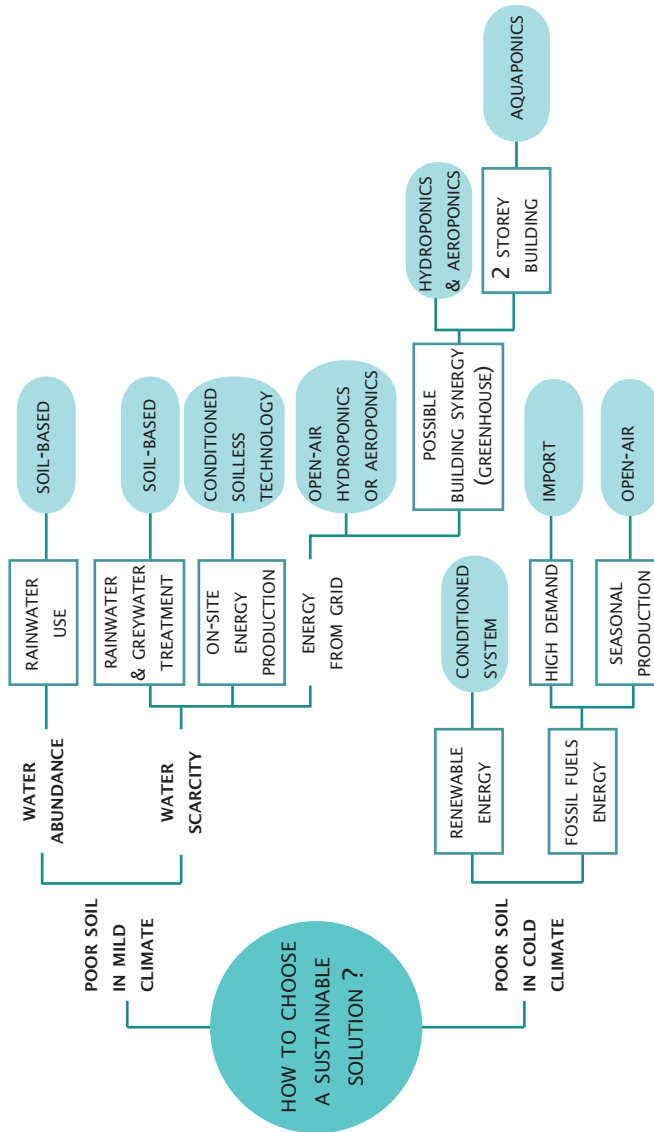 HOW TO CHOOSE
A SUSTAINABLE
SOLUTION ?
POOR SOIL
IN MILD
CLIMATE
WATER
ABUNDANCE
RAINWATER
USE
SOIL-BASED
WATER
SCARCITY
RAINWATER
& GREYWATER
TREATMENT
SOIL-BASED
ON-SITE
ENERGY
PRODUCTION
CONDITIONED
SOILLESS
TECHNOLOGY
ENERGY
FROM GRID
OPEN-AIR
HYDROPONICS
OR AEROPONICS
POSSIBLE
BUILDING SYNERGY
(GREENHOUSE)
HYDROPONICS
& AEROPONICS
2 STOREY
BUILDING
AQUAPONICS
POOR SOIL
IN COLD
CLIMATE
RENEWABLE
ENERGY
CONDITIONED
SYSTEM
FOSSIL FUELS
ENERGY
HIGH DEMAND
IMPORT
SEASONAL
PRODUCTION
OPEN-AIR